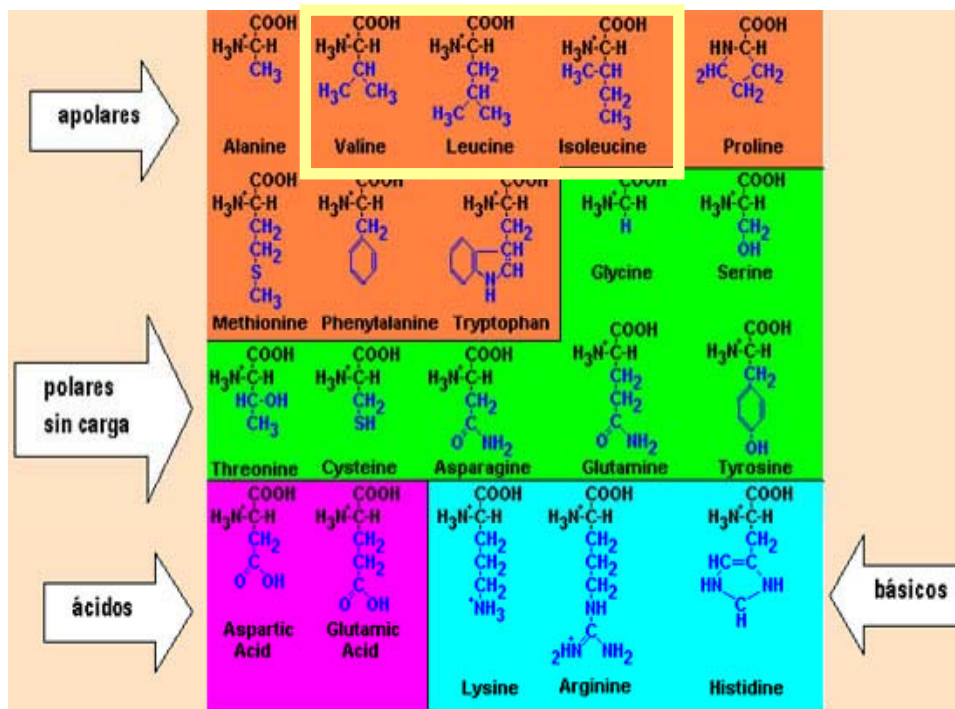 COOH COOH COOH COOH COOH
H₃N⁺-C-H H₃N⁺-C-H H₃N⁺-C-H H₃N⁺-C-H HN-C-H
CH₃ CH CH₂ H₃C-CH ₂HC CH₂
H₃C CH₃ CH CH₂ CH₂
H₃C CH₃ CH₃
apolares
Alanine Valine Leucine Isoleucine Proline
COOH COOH COOH COOH COOH
H₃N⁺-C-H H₃N⁺-C-H H₃N⁺-C-H H₃N⁺-C-H H₃N⁺-C-H
CH₂ CH₂ CH₂ H CH₂
CH₂ CH OH
S CH
CH₃ N
H
Glycine Serine
Methionine Phenylalanine Tryptophan
COOH COOH COOH COOH COOH
H₃N⁺-C-H H₃N⁺-C-H H₃N⁺-C-H H₃N⁺-C-H H₃N⁺-C-H
HC-OH CH₂ CH₂ CH₂ CH₂
CH₃ SH C CH₂
O NH₂ C
O NH₂ OH
polares
sin carga
Threonine Cysteine Asparagine Glutamine Tyrosine
COOH COOH COOH COOH COOH
H₃N⁺-C-H H₃N⁺-C-H H₃N⁺-C-H H₃N⁺-C-H H₃N⁺-C-H
CH₂ CH₂ CH₂ CH₂ CH₂
C CH₂ CH₂ CH₂ HC C
O OH C CH₂ CH₂ HN NH
O OH ⁺NH₃ NH C
C H
₂HN⁺ NH₂
ácidos
básicos
Aspartic Glutamic
Acid Acid
Lysine Arginine Histidine